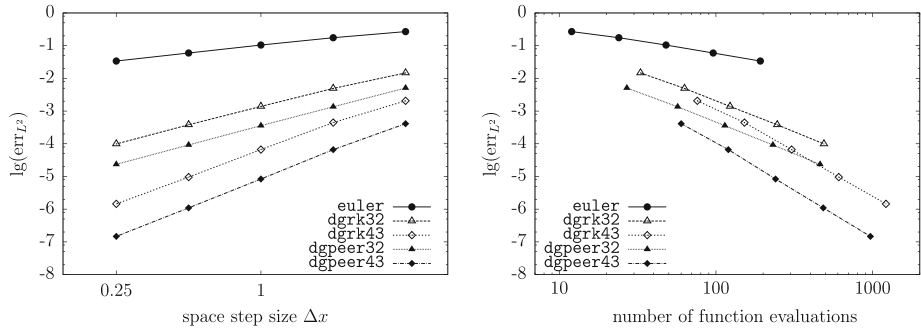 0
-1
-2
-3
-4
-5
-6
-7
-8
lg(err_{L^2})
euler
dgrk32
dgrk43
dgpeer32
dgpeer43
0.25 1
space step size Δx
0
-1
-2
-3
-4
-5
-6
-7
-8
lg(err_{L^2})
euler
dgrk32
dgrk43
dgpeer32
dgpeer43
10 100 1000
number of function evaluations